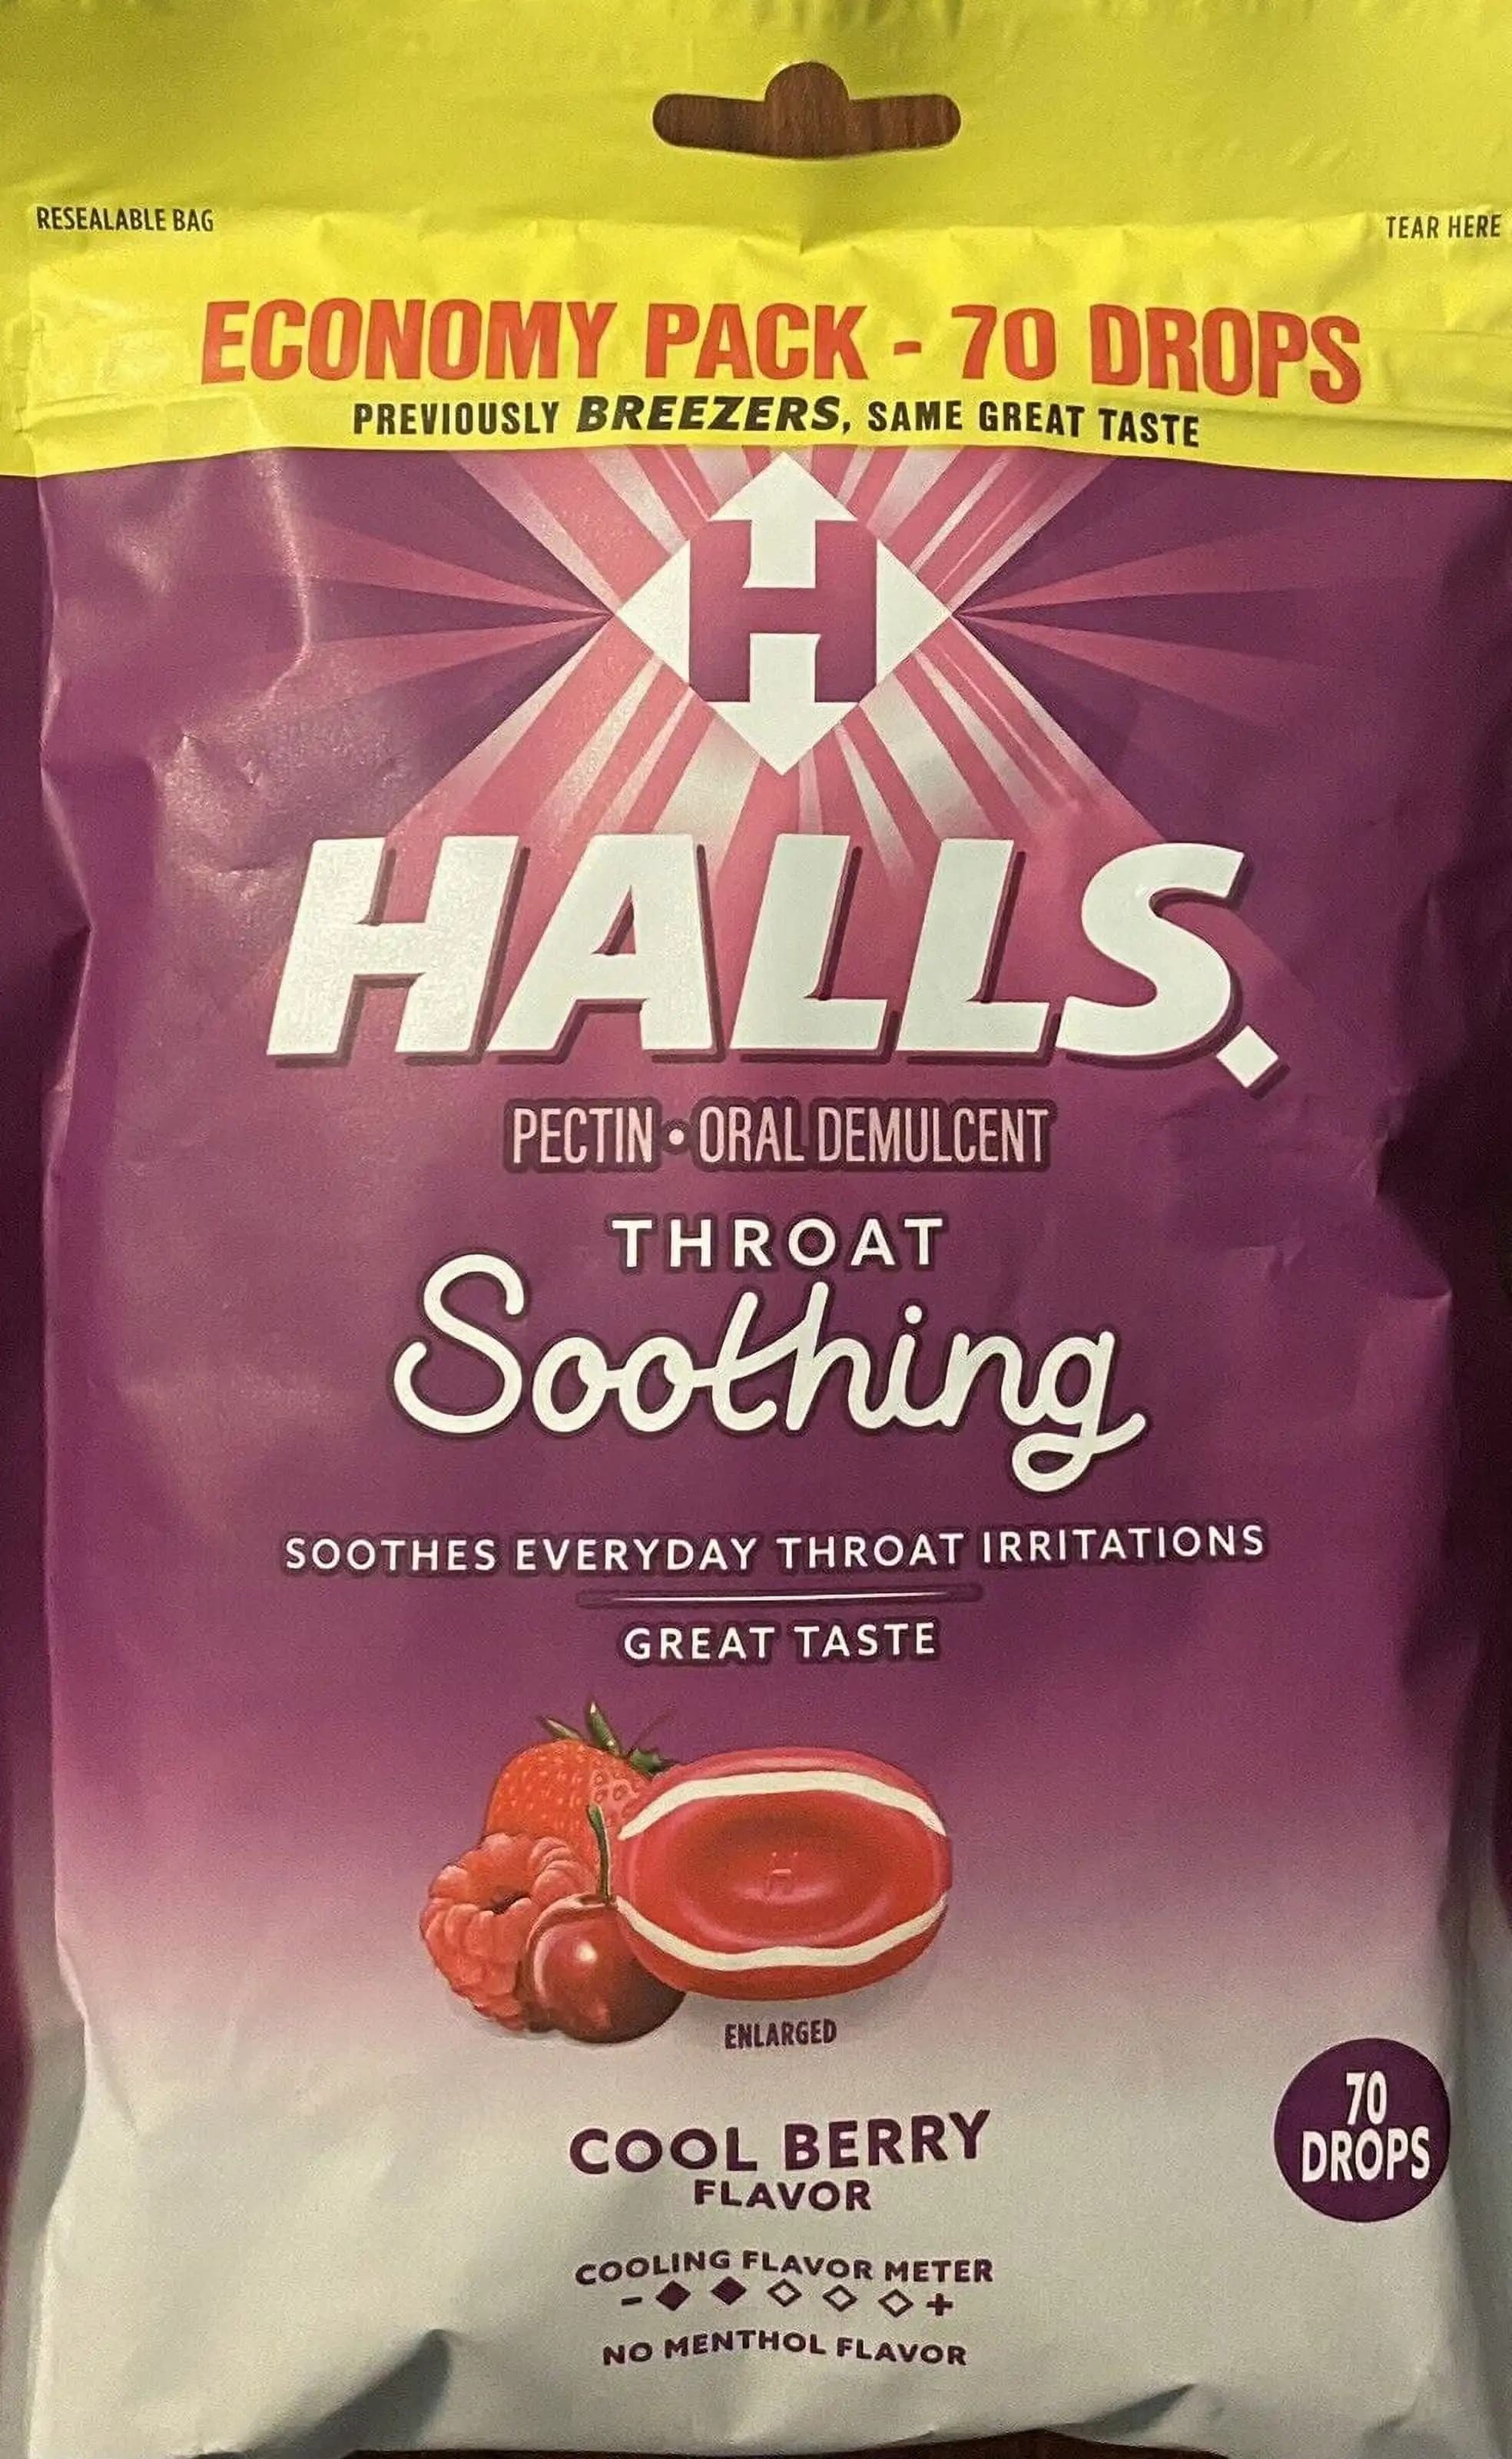 RESEALABLE BAG
TEAR HERE
ECONOMY PACK - 70 DROPS
PREVIOUSLY BREEZERS, SAME GREAT TASTE
H
HALLS
PECTIN • ORAL DEMULCENT
THROAT
Soothing
SOOTHES EVERYDAY THROAT IRRITATIONS
GREAT TASTE
H
ENLARGED
COOL BERRY
FLAVOR
70
DROPS
COOLING FLAVOR METER
- ◆ ◆ ◇ ◇ ◇ +
NO MENTHOL FLAVOR